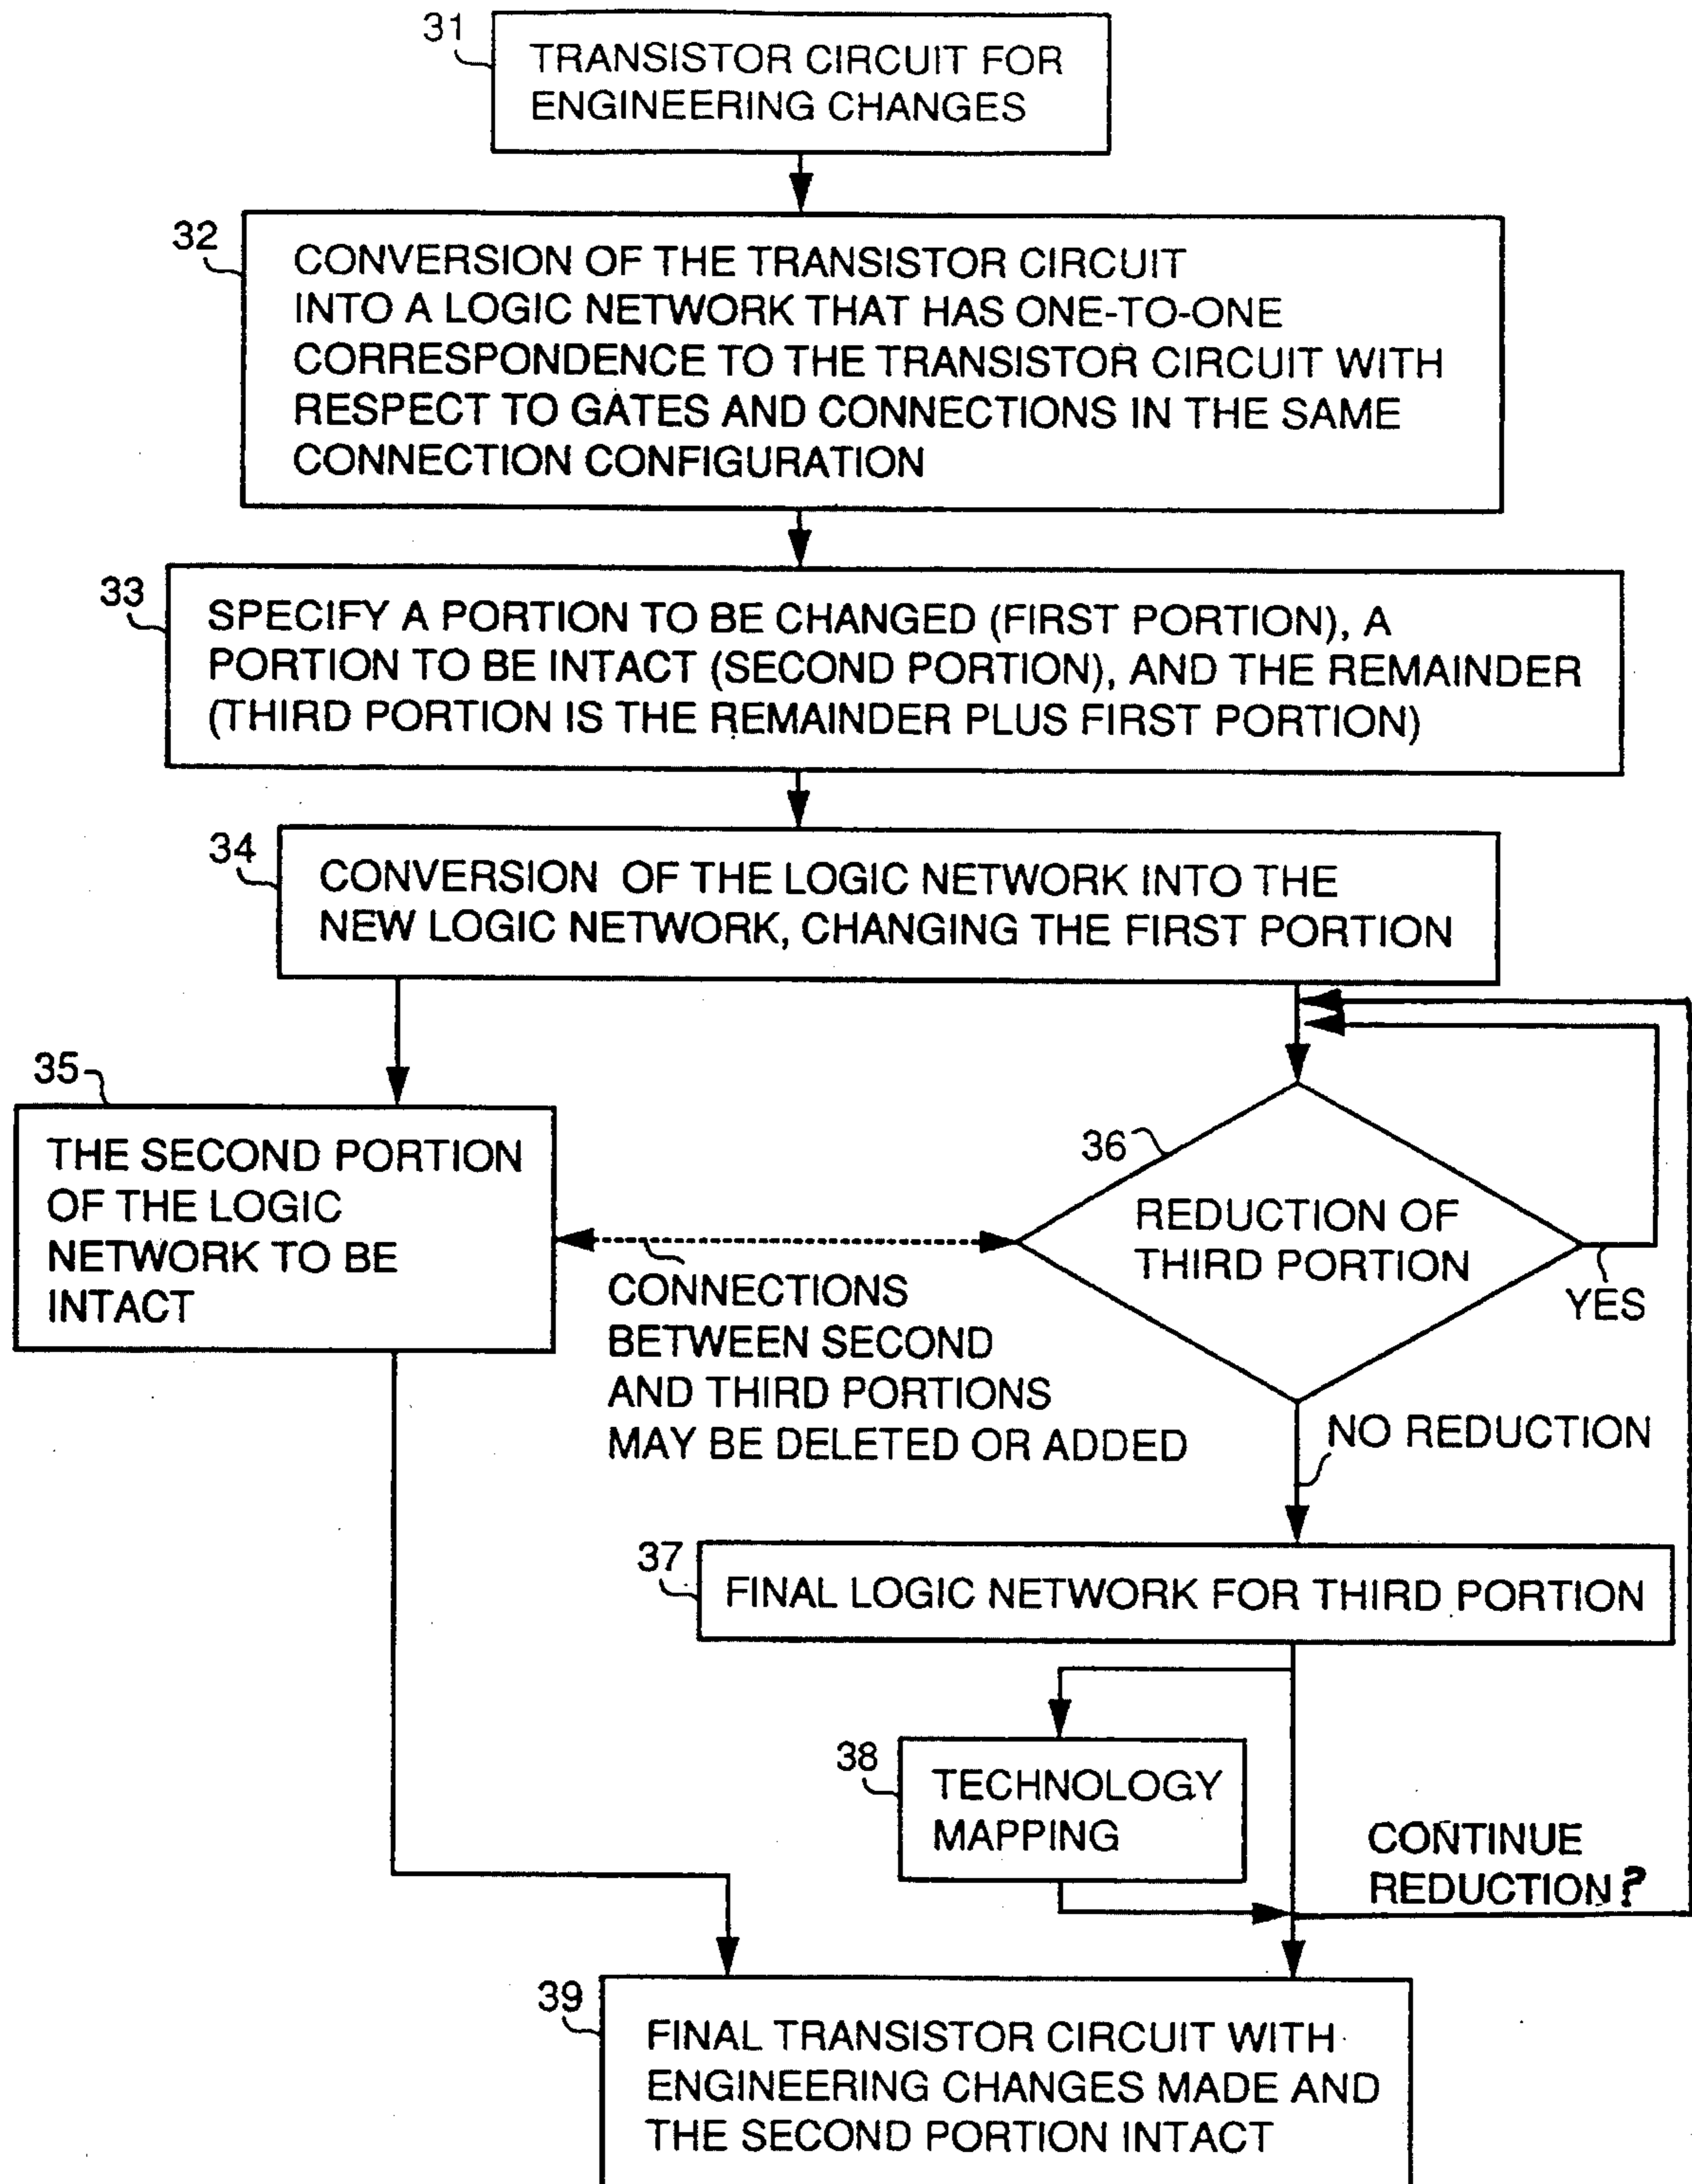 31
TRANSISTOR CIRCUIT FOR
ENGINEERING CHANGES
32
CONVERSION OF THE TRANSISTOR CIRCUIT
INTO A LOGIC NETWORK THAT HAS ONE-TO-ONE
CORRESPONDENCE TO THE TRANSISTOR CIRCUIT WITH
RESPECT TO GATES AND CONNECTIONS IN THE SAME
CONNECTION CONFIGURATION
33
SPECIFY A PORTION TO BE CHANGED (FIRST PORTION), A
PORTION TO BE INTACT (SECOND PORTION), AND THE REMAINDER
(THIRD PORTION IS THE REMAINDER PLUS FIRST PORTION)
34
CONVERSION OF THE LOGIC NETWORK INTO THE
NEW LOGIC NETWORK, CHANGING THE FIRST PORTION
35
THE SECOND PORTION
OF THE LOGIC
NETWORK TO BE
INTACT
36
REDUCTION OF
THIRD PORTION
YES
CONNECTIONS
BETWEEN SECOND
AND THIRD PORTIONS
MAY BE DELETED OR ADDED
NO REDUCTION
37
FINAL LOGIC NETWORK FOR THIRD PORTION
38
TECHNOLOGY
MAPPING
CONTINUE
REDUCTION?
39
FINAL TRANSISTOR CIRCUIT WITH
ENGINEERING CHANGES MADE AND
THE SECOND PORTION INTACT